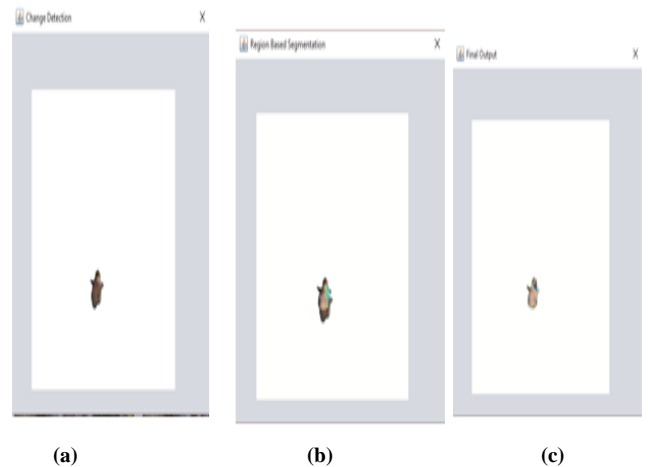 Change Detection X
Region Based Segmentation X
Final Output X
(a) (b) (c)